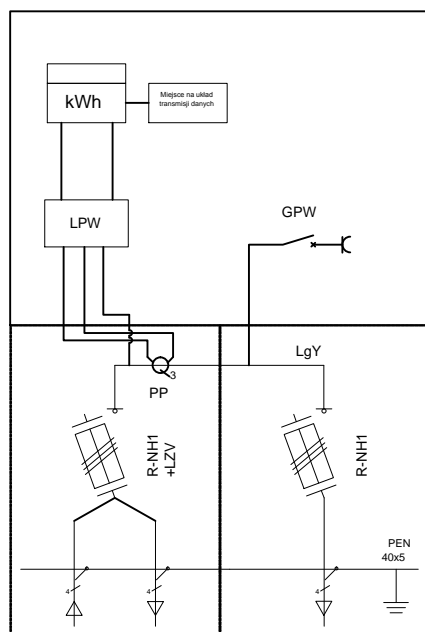 kWh
Miejsce na układ
transmisji danych
LPW
GPW
LgY
3
PP
R-NH1
+LZV
R-NH1
PEN
40x5
4
4
4